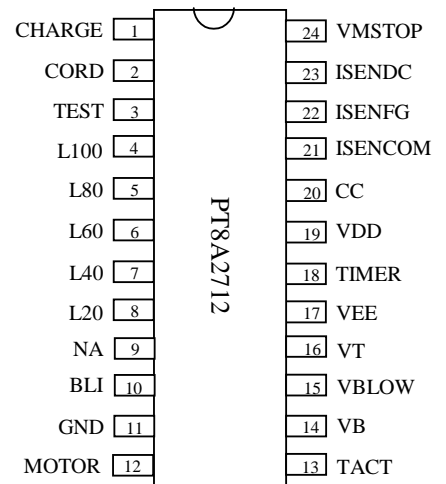 CHARGE 1 24 VMSTOP
CORD 2 23 ISENDC
TEST 3 22 ISENFG
L100 4 21 ISENCOM
L80 5 20 CC
L60 6 19 VDD
L40 7 18 TIMER
L20 8 17 VEE
NA 9 16 VT
BLI 10 15 VBLOW
GND 11 14 VB
MOTOR 12 13 TACT
PT8A2712